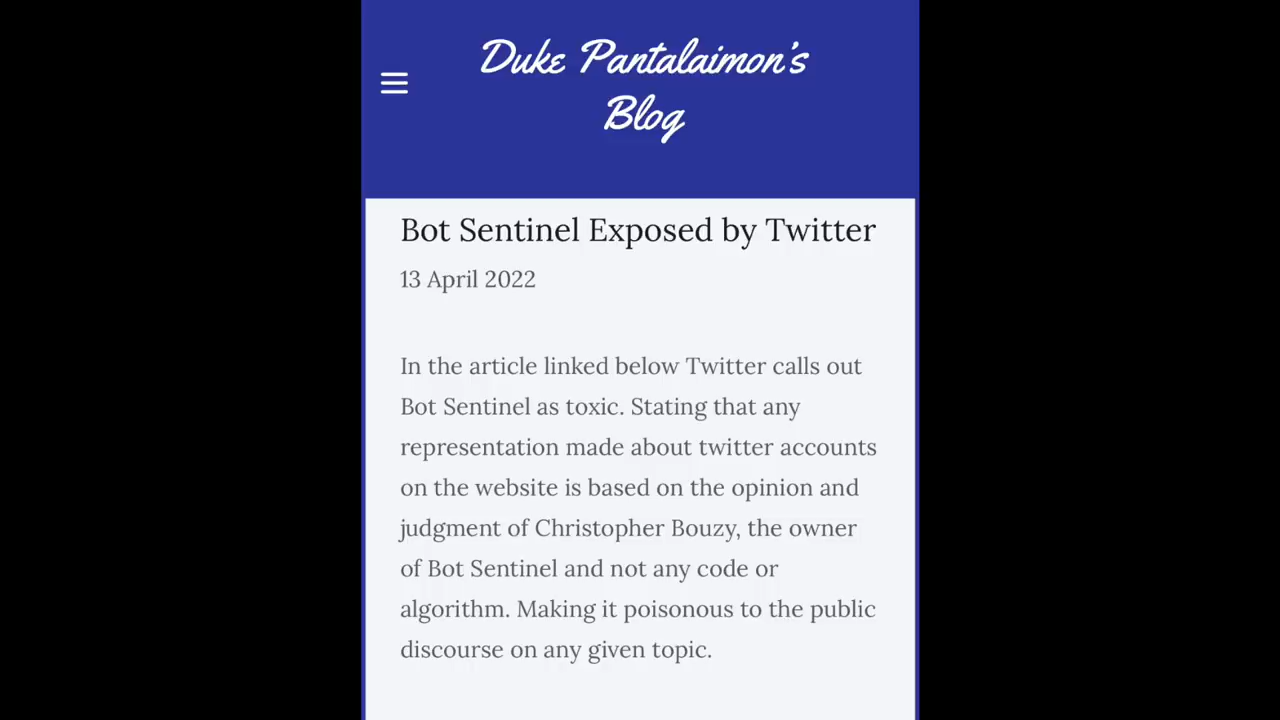 Duke Pantalaimon's
Blog
Bot Sentinel Exposed by Twitter
13 April 2022
In the article linked below Twitter calls out
Bot Sentinel as toxic. Stating that any
representation made about twitter accounts
on the website is based on the opinion and
judgment of Christopher Bouzy, the owner
of Bot Sentinel and not any code or
algorithm. Making it poisonous to the public
discourse on any given topic.